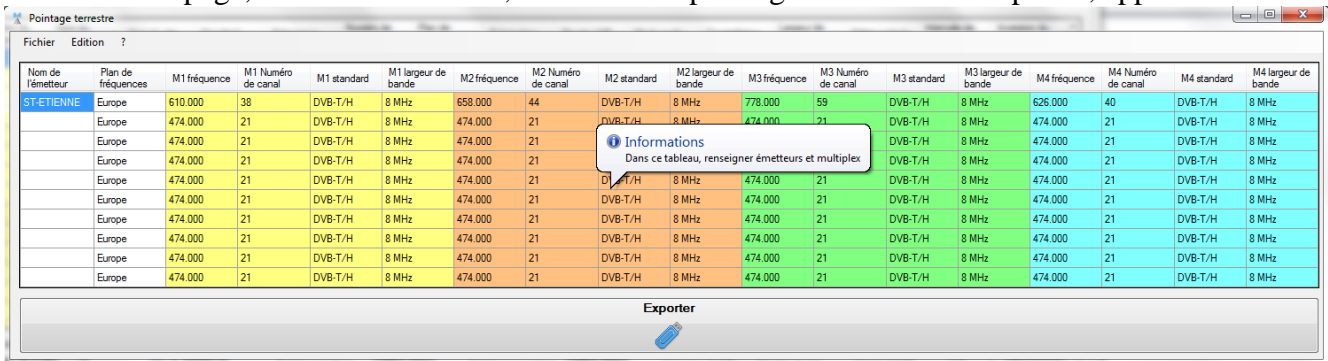 Pointage terrestre
Fichier Edition ?
Nom de l'émetteur Plan de fréquences M1 fréquence M1 Numéro de canal M1 standard M1 largeur de bande M2 fréquence M2 Numéro de canal M2 standard M2 largeur de bande M3 fréquence M3 Numéro de canal M3 standard M3 largeur de bande M4 fréquence M4 Numéro de canal M4 standard M4 largeur de bande
ST-ETIENNE Europe 610.000 38 DVB-T/H 8 MHz 658.000 44 DVB-T/H 8 MHz 778.000 59 DVB-T/H 8 MHz 626.000 40 DVB-T/H 8 MHz
Europe 474.000 21 DVB-T/H 8 MHz 474.000 21 DVB-T/H 8 MHz 474.000 21 DVB-T/H 8 MHz 474.000 21 DVB-T/H 8 MHz
Europe 474.000 21 DVB-T/H 8 MHz 474.000 21 DVB-T/H 8 MHz 474.000 21 DVB-T/H 8 MHz
Informations
Dans ce tableau, renseigner émetteurs et multiplex
Europe 474.000 21 DVB-T/H 8 MHz 474.000 21 DVB-T/H 8 MHz 474.000 21 DVB-T/H 8 MHz
Europe 474.000 21 DVB-T/H 8 MHz 474.000 21 8 MHz 474.000 21 DVB-T/H 8 MHz 474.000 21 DVB-T/H 8 MHz
Europe 474.000 21 DVB-T/H 8 MHz 474.000 21 DVB-T/H 8 MHz 474.000 21 DVB-T/H 8 MHz 474.000 21 DVB-T/H 8 MHz
Europe 474.000 21 DVB-T/H 8 MHz 474.000 21 DVB-T/H 8 MHz 474.000 21 DVB-T/H 8 MHz 474.000 21 DVB-T/H 8 MHz
Europe 474.000 21 DVB-T/H 8 MHz 474.000 21 DVB-T/H 8 MHz 474.000 21 DVB-T/H 8 MHz 474.000 21 DVB-T/H 8 MHz
Europe 474.000 21 DVB-T/H 8 MHz 474.000 21 DVB-T/H 8 MHz 474.000 21 DVB-T/H 8 MHz 474.000 21 DVB-T/H 8 MHz
Europe 474.000 21 DVB-T/H 8 MHz 474.000 21 DVB-T/H 8 MHz 474.000 21 DVB-T/H 8 MHz 474.000 21 DVB-T/H 8 MHz
Exporter